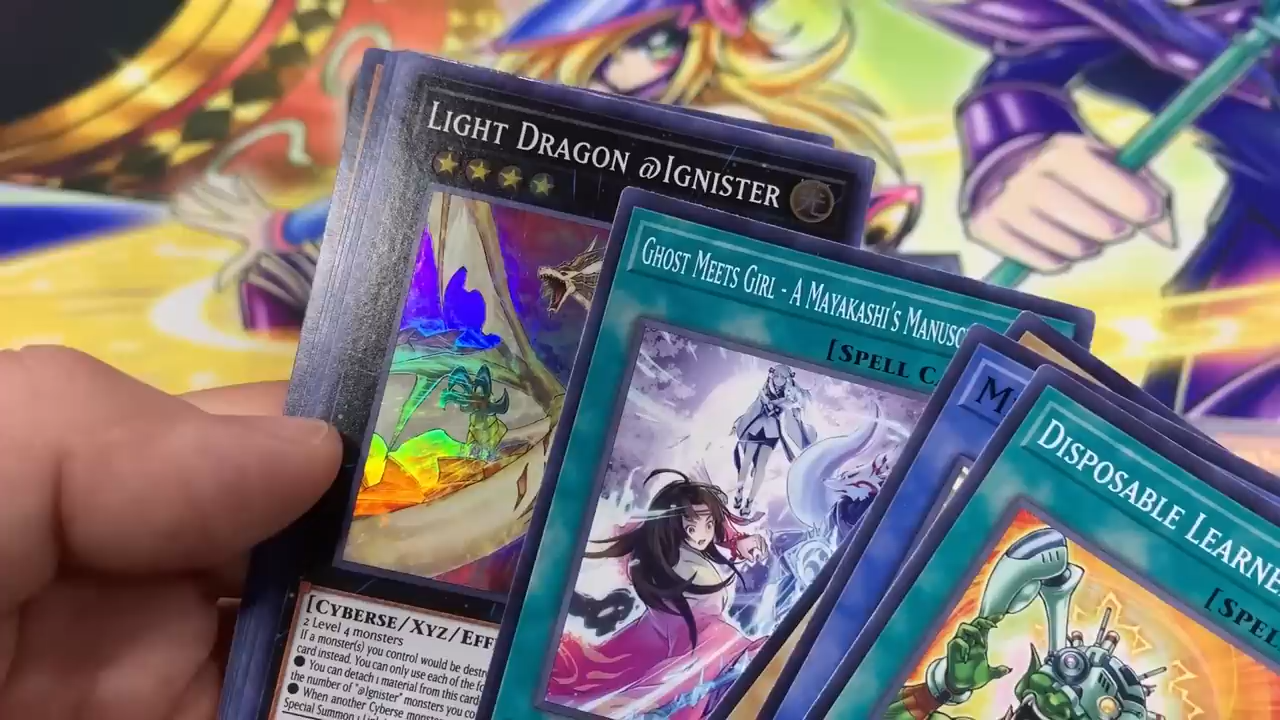 LIGHT DRAGON @IGNISTER
[CYBERSE/XYZ/EFF
2 Level 4 monsters
If a monster(s) you control would be destr
card instead. You can only use each of the fo
● You can detach 1 material from this card
the number of "@Ignister" monsters you co
● When another Cyberse monster
Special Summon 1 Link
GHOST MEETS GIRL - A MAYAKASHI'S MANUSC
[SPELL C
M
DISPOSABLE LEARNE
[SPEL